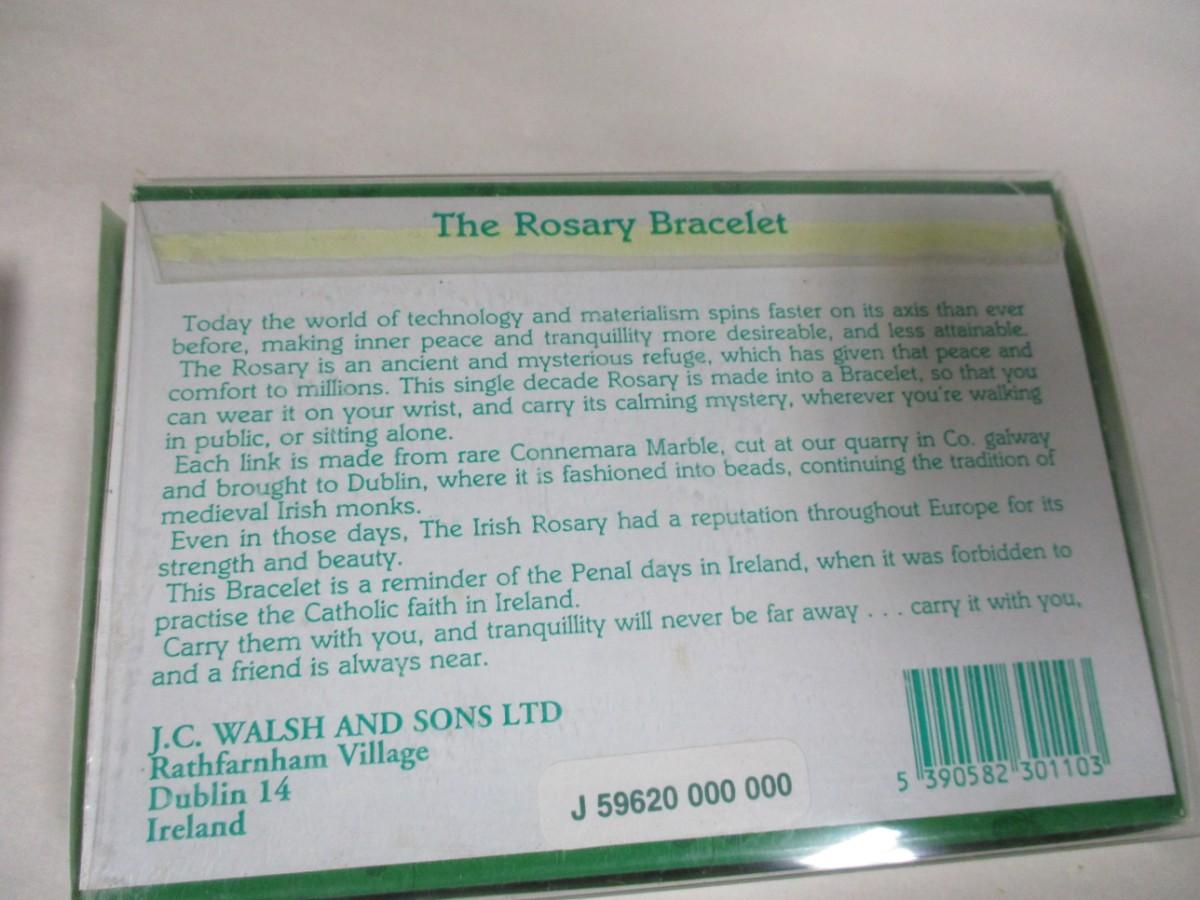 The Rosary Bracelet
Today the world of technology and materialism spins faster on its axis than ever
before, making inner peace and tranquillity more desireable, and less attainable.
The Rosary is an ancient and mysterious refuge, which has given that peace and
comfort to millions. This single decade Rosary is made into a Bracelet, so that you
can wear it on your wrist, and carry its calming mystery, wherever you're walking
in public, or sitting alone.
Each link is made from rare Connemara Marble, cut at our quarry in Co. galway
and brought to Dublin, where it is fashioned into beads, continuing the tradition of
medieval Irish monks.
Even in those days, The Irish Rosary had a reputation throughout Europe for its
strength and beauty.
This Bracelet is a reminder of the Penal days in Ireland, when it was forbidden to
practise the Catholic faith in Ireland.
Carry them with you, and tranquillity will never be far away . . . carry it with you,
and a friend is always near.
J.C. WALSH AND SONS LTD
Rathfarnham Village
Dublin 14
Ireland
J 59620 000 000
5 390582 301103